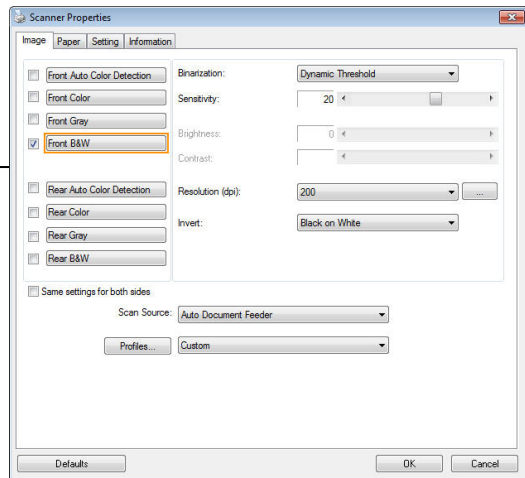 Scanner Properties
Image Paper Setting Information
Front Auto Color Detection
Front Color
Front Gray
Front B&W
Rear Auto Color Detection
Rear Color
Rear Gray
Rear B&W
Binarization: Dynamic Threshold
Sensitivity: 20
Brightness: 0
Contrast:
Resolution (dpi): 200 ...
Invert: Black on White
Same settings for both sides
Scan Source: Auto Document Feeder
Profiles... Custom
Defaults OK Cancel